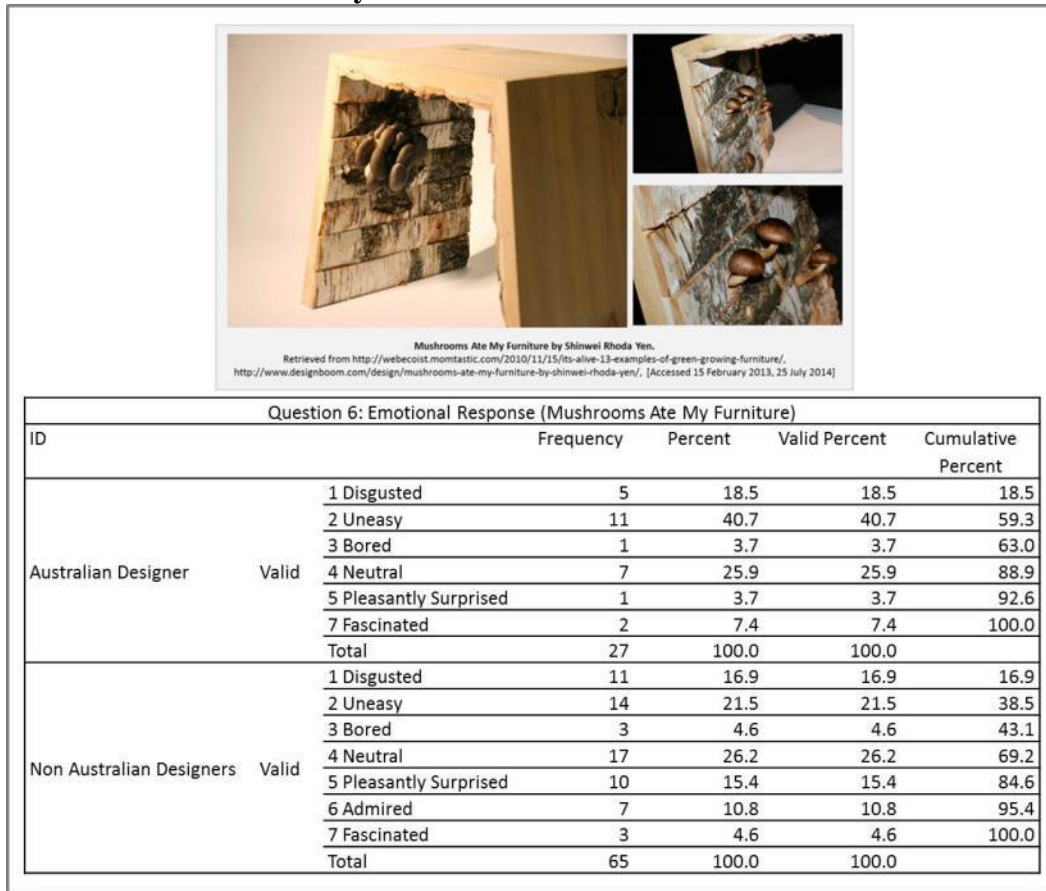 Mushrooms Ate My Furniture by Shinwei Rhoda Yen.
Retrieved from http://webecoist.momtastic.com/2010/11/15/its-alive-13-examples-of-green-growing-furniture/,
http://www.designboom.com/design/mushrooms-ate-my-furniture-by-shinwei-rhoda-yen/, [Accessed 15 February 2013, 25 July 2014]
Question 6: Emotional Response (Mushrooms Ate My Furniture)
ID Frequency Percent Valid Percent Cumulative
Percent
1 Disgusted 5 18.5 18.5 18.5
2 Uneasy 11 40.7 40.7 59.3
3 Bored 1 3.7 3.7 63.0
Australian Designer Valid 4 Neutral 7 25.9 25.9 88.9
5 Pleasantly Surprised 1 3.7 3.7 92.6
7 Fascinated 2 7.4 7.4 100.0
Total 27 100.0 100.0
1 Disgusted 11 16.9 16.9 16.9
2 Uneasy 14 21.5 21.5 38.5
3 Bored 3 4.6 4.6 43.1
Non Australian Designers Valid 4 Neutral 17 26.2 26.2 69.2
5 Pleasantly Surprised 10 15.4 15.4 84.6
6 Admired 7 10.8 10.8 95.4
7 Fascinated 3 4.6 4.6 100.0
Total 65 100.0 100.0